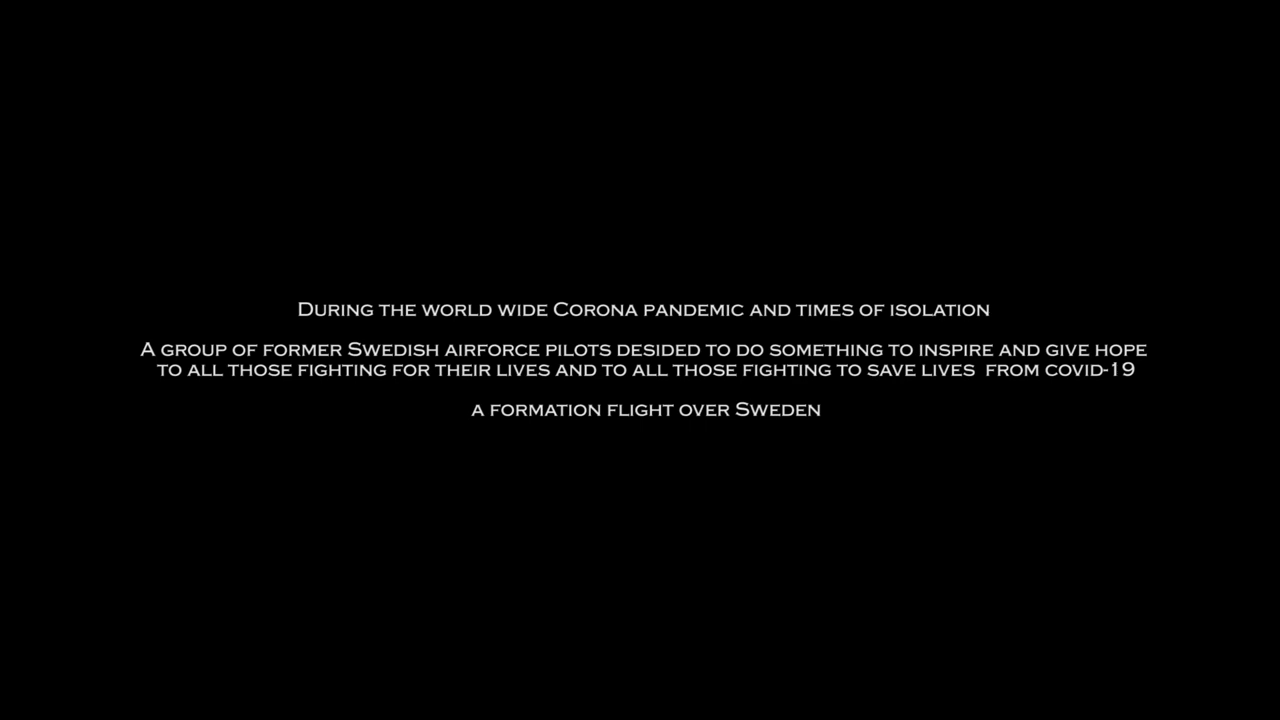 During the world wide Corona pandemic and times of isolation
A group of former Swedish airforce pilots desided to do something to inspire and give hope
to all those fighting for their lives and to all those fighting to save lives  from covid-19
a formation flight over Sweden